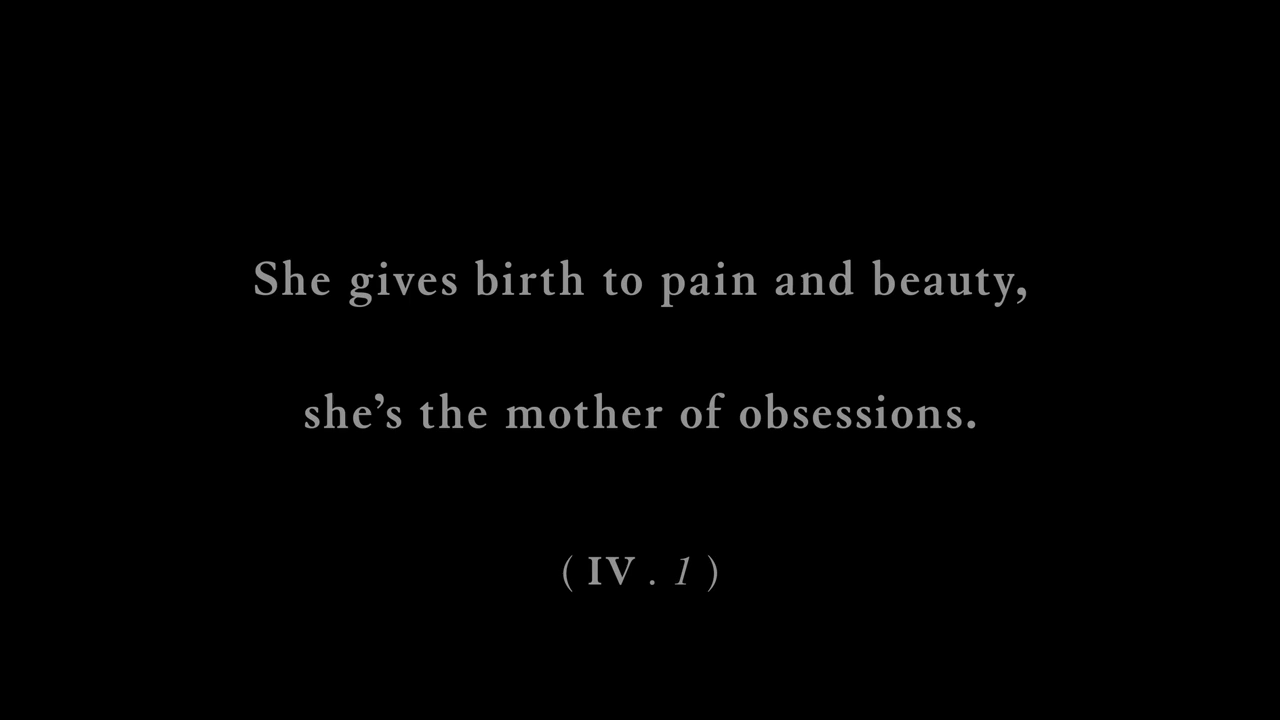 She gives birth to pain and beauty,
she’s the mother of obsessions.
( IV . 1 )